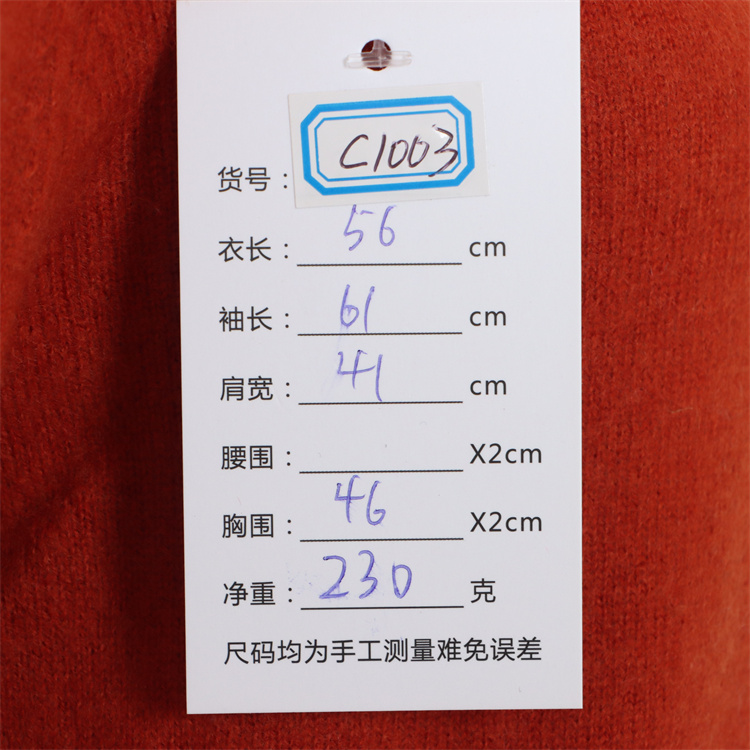 货号： C1003
衣长： 56 cm
袖长： 61 cm
肩宽： 41 cm
腰围： X2cm
胸围： 46 X2cm
净重： 230 克
尺码均为手工测量难免误差